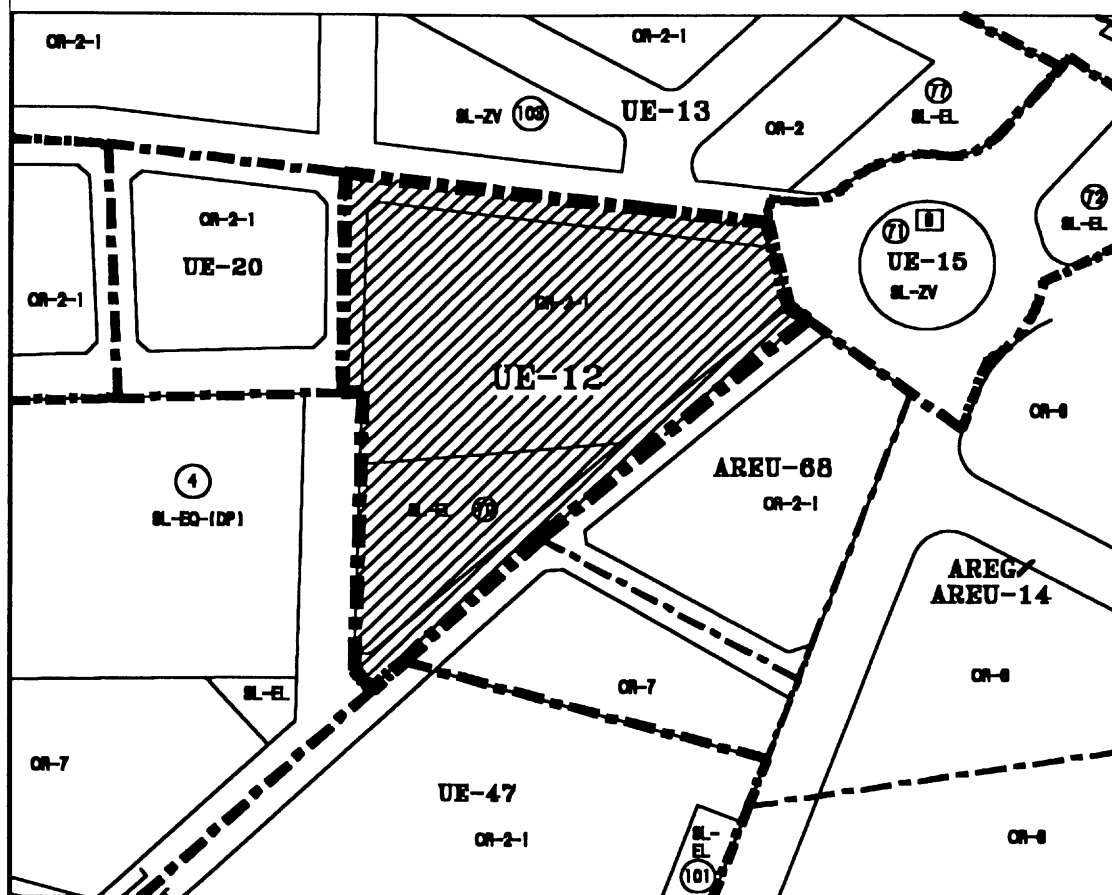 OR-2-1
OR-2-1
SL-ZV 103
UE-13
OR-2
77
SL-EL
72
SL-EL
OR-2-1
UE-20
OR-2-1
71
UE-15
SL-ZV
OR-2-1
UE-12
OR-6
AREU-68
OR-2-1
4
SL-EQ-(DP)
SL-EL
AREG/
AREU-14
OR-6
SL-EL
OR-7
OR-7
UE-47
OR-2-1
SL-
EL
101
OR-6